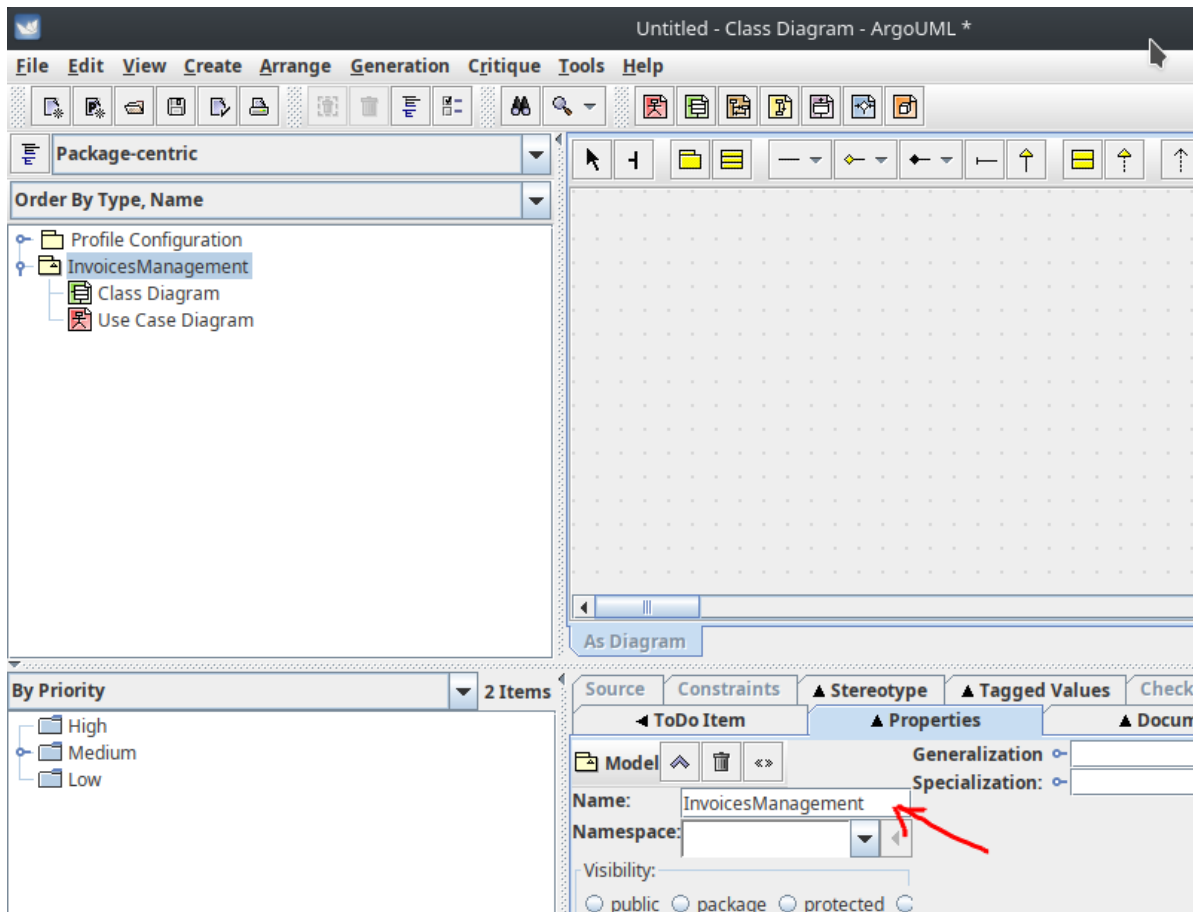 Untitled - Class Diagram - ArgoUML *
File Edit View Create Arrange Generation Critique Tools Help
Package-centric
Order By Type, Name
Profile Configuration
InvoicesManagement
Class Diagram
Use Case Diagram
As Diagram
By Priority 2 Items
High
Medium
Low
Source Constraints Stereotype Tagged Values Check
ToDo Item Properties Docum
Model
Generalization
Specialization:
Name: InvoicesManagement
Namespace:
Visibility:
public package protected